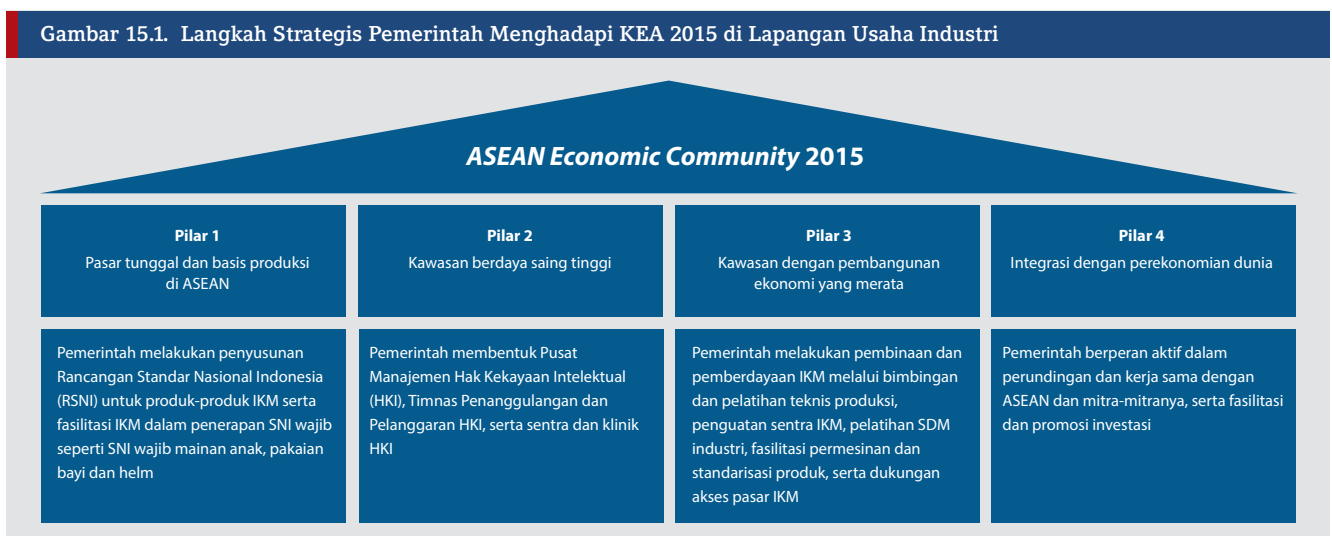 Gambar 15.1. Langkah Strategis Pemerintah Menghadapi KEA 2015 di Lapangan Usaha Industri
ASEAN Economic Community 2015
Pilar 1
Pasar tunggal dan basis produksi
di ASEAN
Pilar 2
Kawasan berdaya saing tinggi
Pilar 3
Kawasan dengan pembangunan
ekonomi yang merata
Pilar 4
Integrasi dengan perekonomian dunia
Pemerintah melakukan penyusunan
Rancangan Standar Nasional Indonesia
(RSNI) untuk produk-produk IKM serta
fasilitasi IKM dalam penerapan SNI wajib
seperti SNI wajib mainan anak, pakaian
bayi dan helm
Pemerintah membentuk Pusat
Manajemen Hak Kekayaan Intelektual
(HKI), Timnas Penanggulangan dan
Pelanggaran HKI, serta sentra dan klinik
HKI
Pemerintah melakukan pembinaan dan
pemberdayaan IKM melalui bimbingan
dan pelatihan teknis produksi,
penguatan sentra IKM, pelatihan SDM
industri, fasilitasi permesinan dan
standarisasi produk, serta dukungan
akses pasar IKM
Pemerintah berperan aktif dalam
perundingan dan kerja sama dengan
ASEAN dan mitra-mitranya, serta fasilitasi
dan promosi investasi